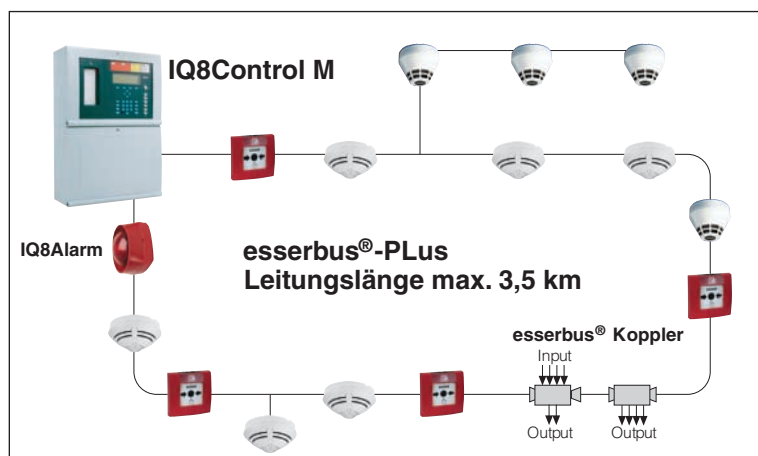 IQ8Control M
IQ8Alarm
esserbus®-PLus
Leitungslänge max. 3,5 km
esserbus® Koppler
Input
Output
Output